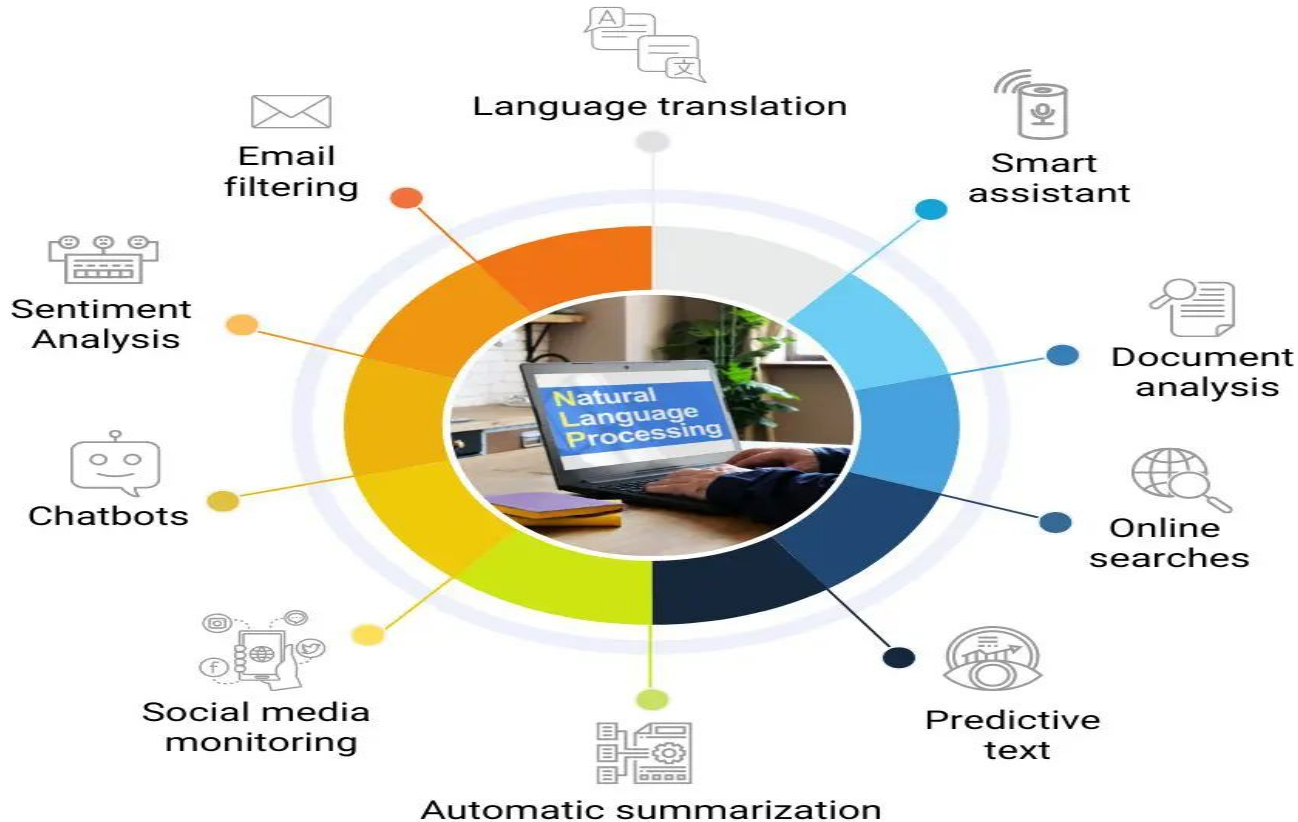 A
文
Language translation
Smart
assistant
Document
analysis
Online
searches
Predictive
text
Automatic summarization
Social media
monitoring
f
Chatbots
Sentiment
Analysis
Email
filtering
Natural
Language
Processing